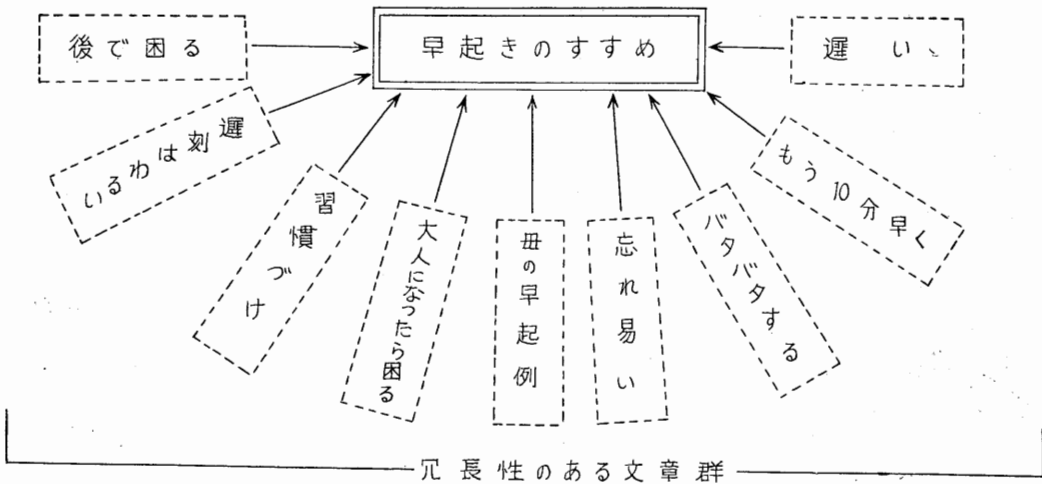 早起きのすすめ
後で困る
遅刻はわるい
習慣づけ
大人になったら困る
母の早起例
忘れ易い
バタバタする
もう10分早く
遅い
冗長性のある文章群